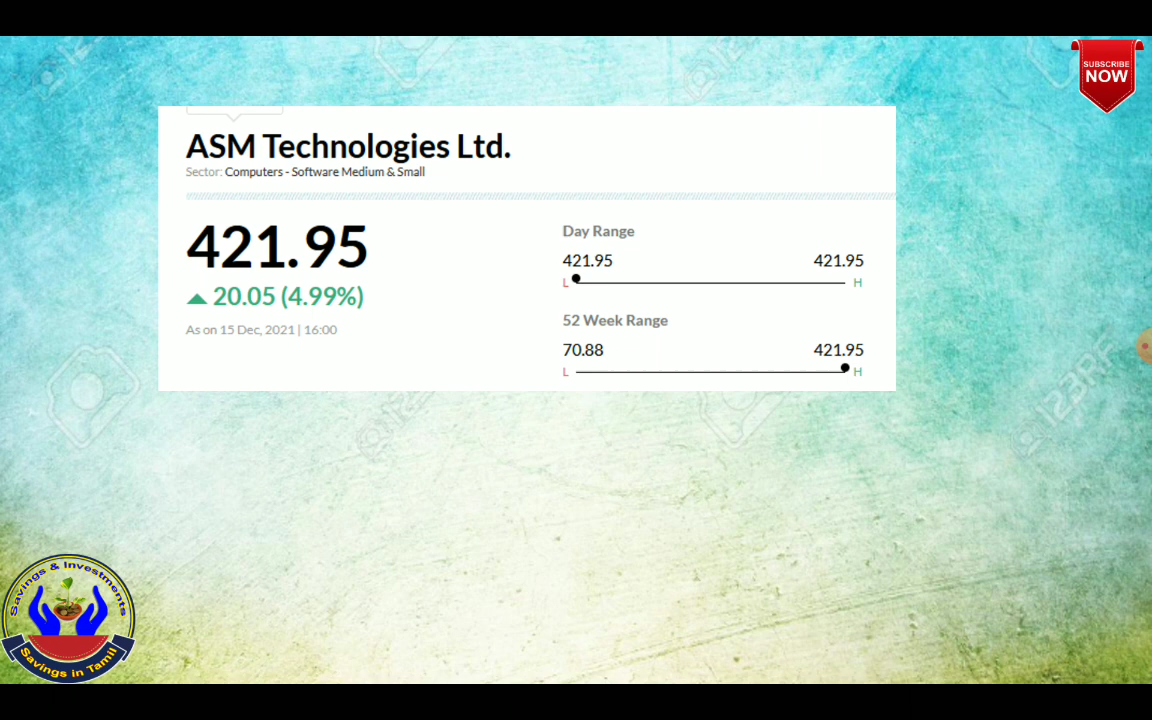 SUBSCRIBE
NOW
ASM Technologies Ltd.
Sector: Computers - Software Medium & Small
421.95
20.05 (4.99%)
As on 15 Dec, 2021 | 16:00
Day Range
421.95 421.95
L H
52 Week Range
70.88 421.95
L H
123RF
123RF
Savings & Investments
Savings in Tamil